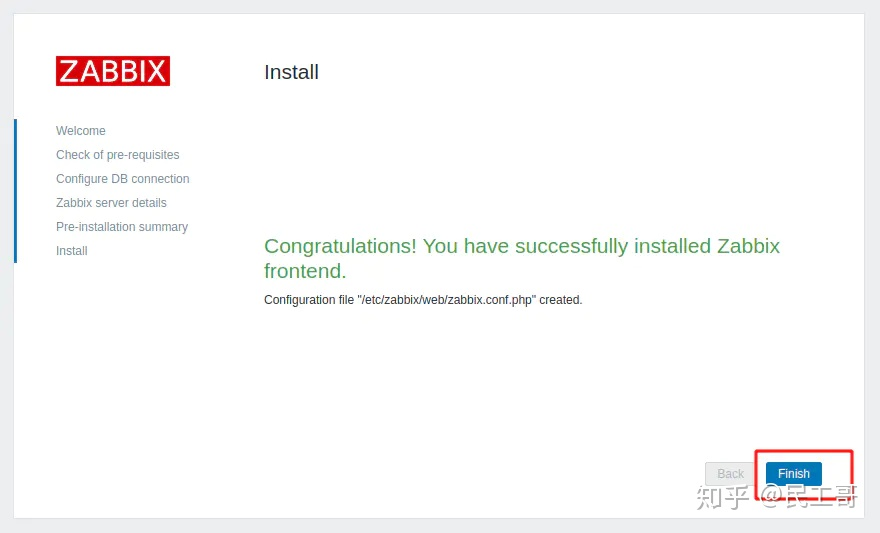 ZABBIX
Install
Welcome
Check of pre-requisites
Configure DB connection
Zabbix server details
Pre-installation summary
Install
Congratulations! You have successfully installed Zabbix
frontend.
Configuration file "/etc/zabbix/web/zabbix.conf.php" created.
Back
Finish
知乎 @民工哥